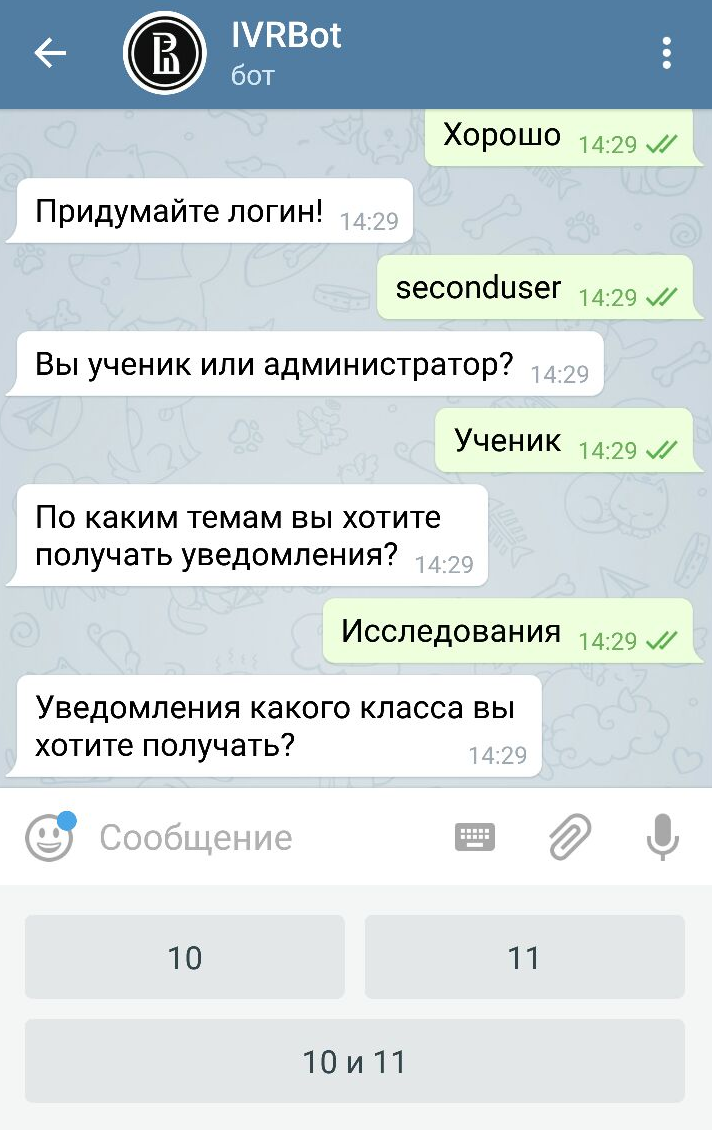 IVRBot
бот
Хорошо 14:29
Придумайте логин! 14:29
seconduser 14:29
Вы ученик или администратор? 14:29
Ученик 14:29
По каким темам вы хотите
получать уведомления? 14:29
Исследования 14:29
Уведомления какого класса вы
хотите получать? 14:29
Сообщение
10 11
10 и 11